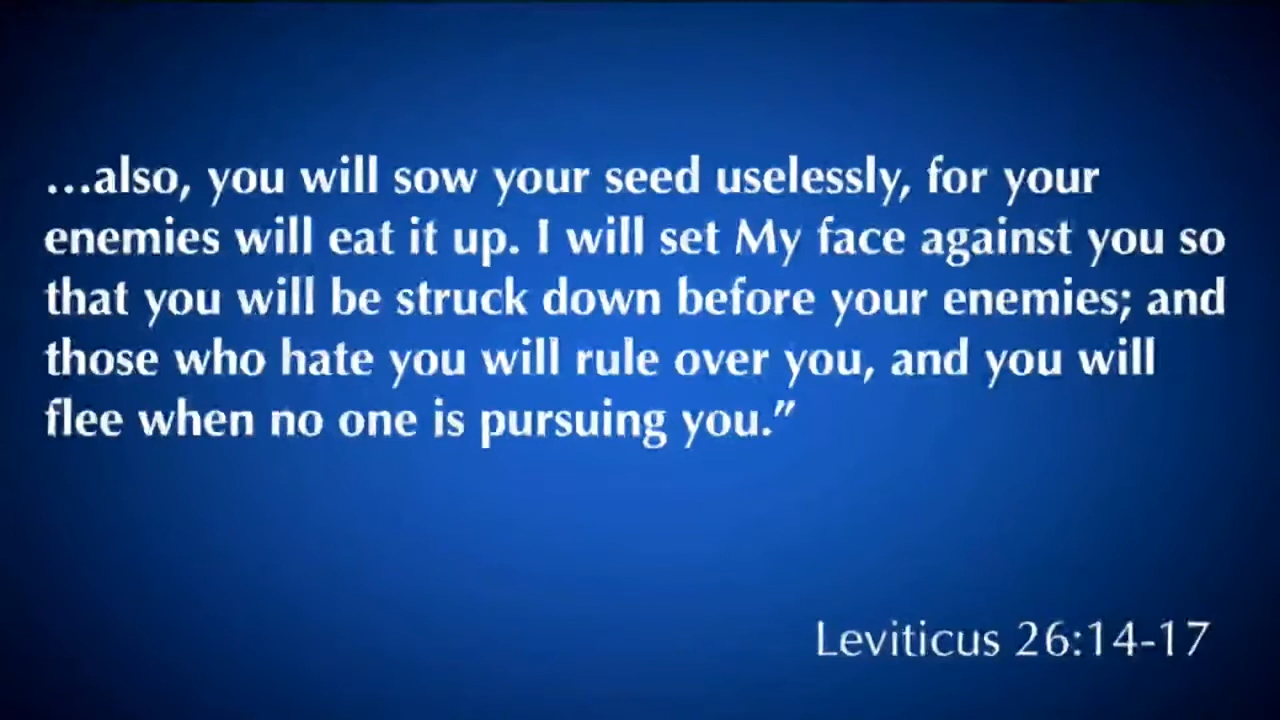 …also, you will sow your seed uselessly, for your
enemies will eat it up. I will set My face against you so
that you will be struck down before your enemies; and
those who hate you will rule over you, and you will
flee when no one is pursuing you.”
Leviticus 26:14-17